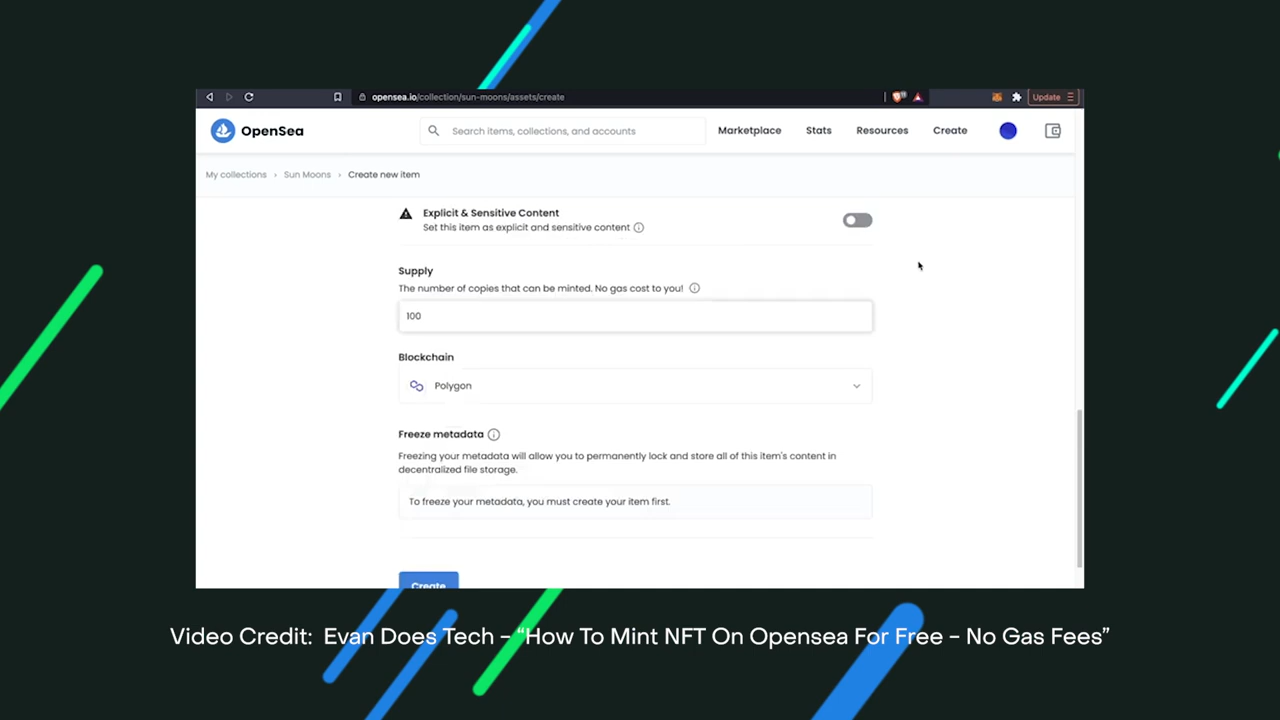 opensea.io/collection/sun-moons/assets/create
Update
OpenSea
Search items, collections, and accounts
Marketplace
Stats
Resources
Create
My collections › Sun Moons › Create new item
Explicit & Sensitive Content
Set this item as explicit and sensitive content
Supply
The number of copies that can be minted. No gas cost to you!
100
Blockchain
Polygon
Freeze metadata
Freezing your metadata will allow you to permanently lock and store all of this item's content in
decentralized file storage.
To freeze your metadata, you must create your item first.
Create
Video Credit: Evan Does Tech - “How To Mint NFT On Opensea For Free - No Gas Fees”